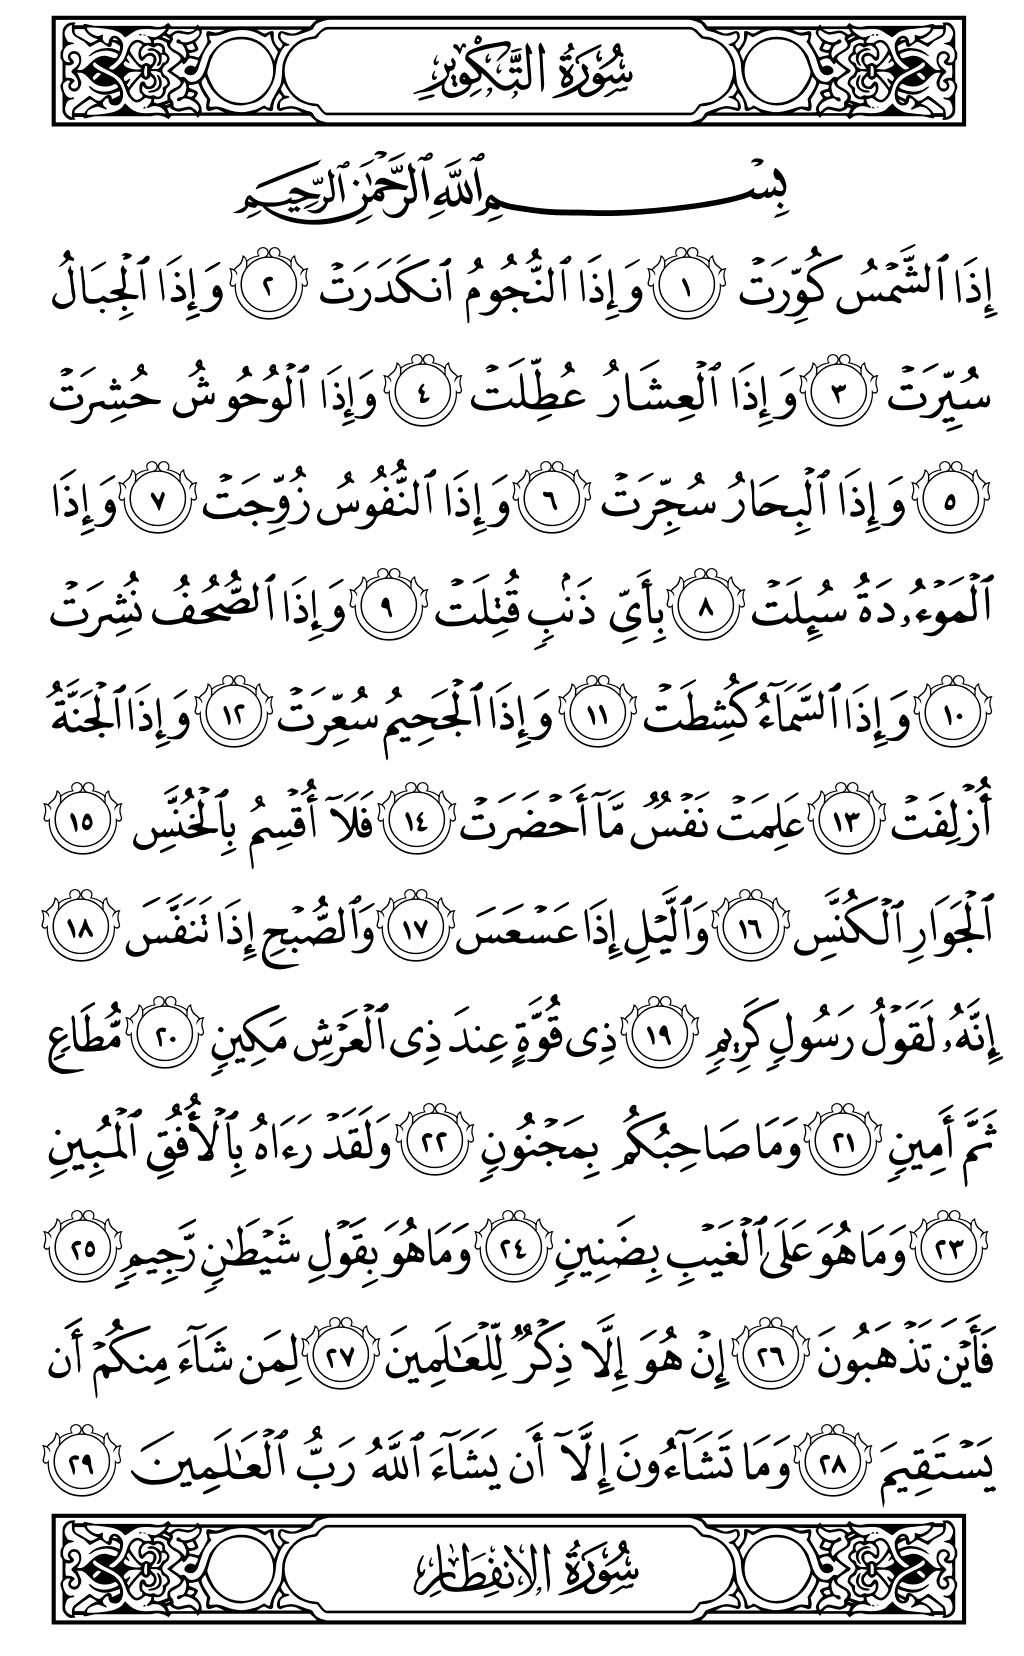 سُورَةُ التَّكْوِيرِ
بِسْمِ ٱللَّهِ ٱلرَّحْمَٰنِ ٱلرَّحِيمِ
إِذَا ٱلشَّمْسُ كُوِّرَتْ ١ وَإِذَا ٱلنُّجُومُ ٱنكَدَرَتْ ٢ وَإِذَا ٱلْجِبَالُ
سُيِّرَتْ ٣ وَإِذَا ٱلْعِشَارُ عُطِّلَتْ ٤ وَإِذَا ٱلْوُحُوشُ حُشِرَتْ
٥ وَإِذَا ٱلْبِحَارُ سُجِّرَتْ ٦ وَإِذَا ٱلنُّفُوسُ زُوِّجَتْ ٧ وَإِذَا
ٱلْمَوْءُۥدَةُ سُئِلَتْ ٨ بِأَىِّ ذَنۢبٍ قُتِلَتْ ٩ وَإِذَا ٱلصُّحُفُ نُشِرَتْ
١٠ وَإِذَا ٱلسَّمَآءُ كُشِطَتْ ١١ وَإِذَا ٱلْجَحِيمُ سُعِّرَتْ ١٢ وَإِذَا ٱلْجَنَّةُ
أُزْلِفَتْ ١٣ عَلِمَتْ نَفْسٌ مَّآ أَحْضَرَتْ ١٤ فَلَآ أُقْسِمُ بِٱلْخُنَّسِ ١٥
ٱلْجَوَارِ ٱلْكُنَّسِ ١٦ وَٱلَّيْلِ إِذَا عَسْعَسَ ١٧ وَٱلصُّبْحِ إِذَا تَنَفَّسَ ١٨
إِنَّهُۥ لَقَوْلُ رَسُولٍ كَرِيمٍ ١٩ ذِى قُوَّةٍ عِندَ ذِى ٱلْعَرْشِ مَكِينٍ ٢٠ مُّطَاعٍ
ثَمَّ أَمِينٍ ٢١ وَمَا صَاحِبُكُم بِمَجْنُونٍ ٢٢ وَلَقَدْ رَءَاهُ بِٱلْأُفُقِ ٱلْمُبِينِ
٢٣ وَمَا هُوَ عَلَى ٱلْغَيْبِ بِضَنِينٍ ٢٤ وَمَا هُوَ بِقَوْلِ شَيْطَٰنٍ رَّجِيمٍ ٢٥
فَأَيْنَ تَذْهَبُونَ ٢٦ إِنْ هُوَ إِلَّا ذِكْرٌ لِّلْعَٰلَمِينَ ٢٧ لِمَن شَآءَ مِنكُمْ أَن
يَسْتَقِيمَ ٢٨ وَمَا تَشَآءُونَ إِلَّآ أَن يَشَآءَ ٱللَّهُ رَبُّ ٱلْعَٰلَمِينَ ٢٩
سُورَةُ الانفِطَارِ